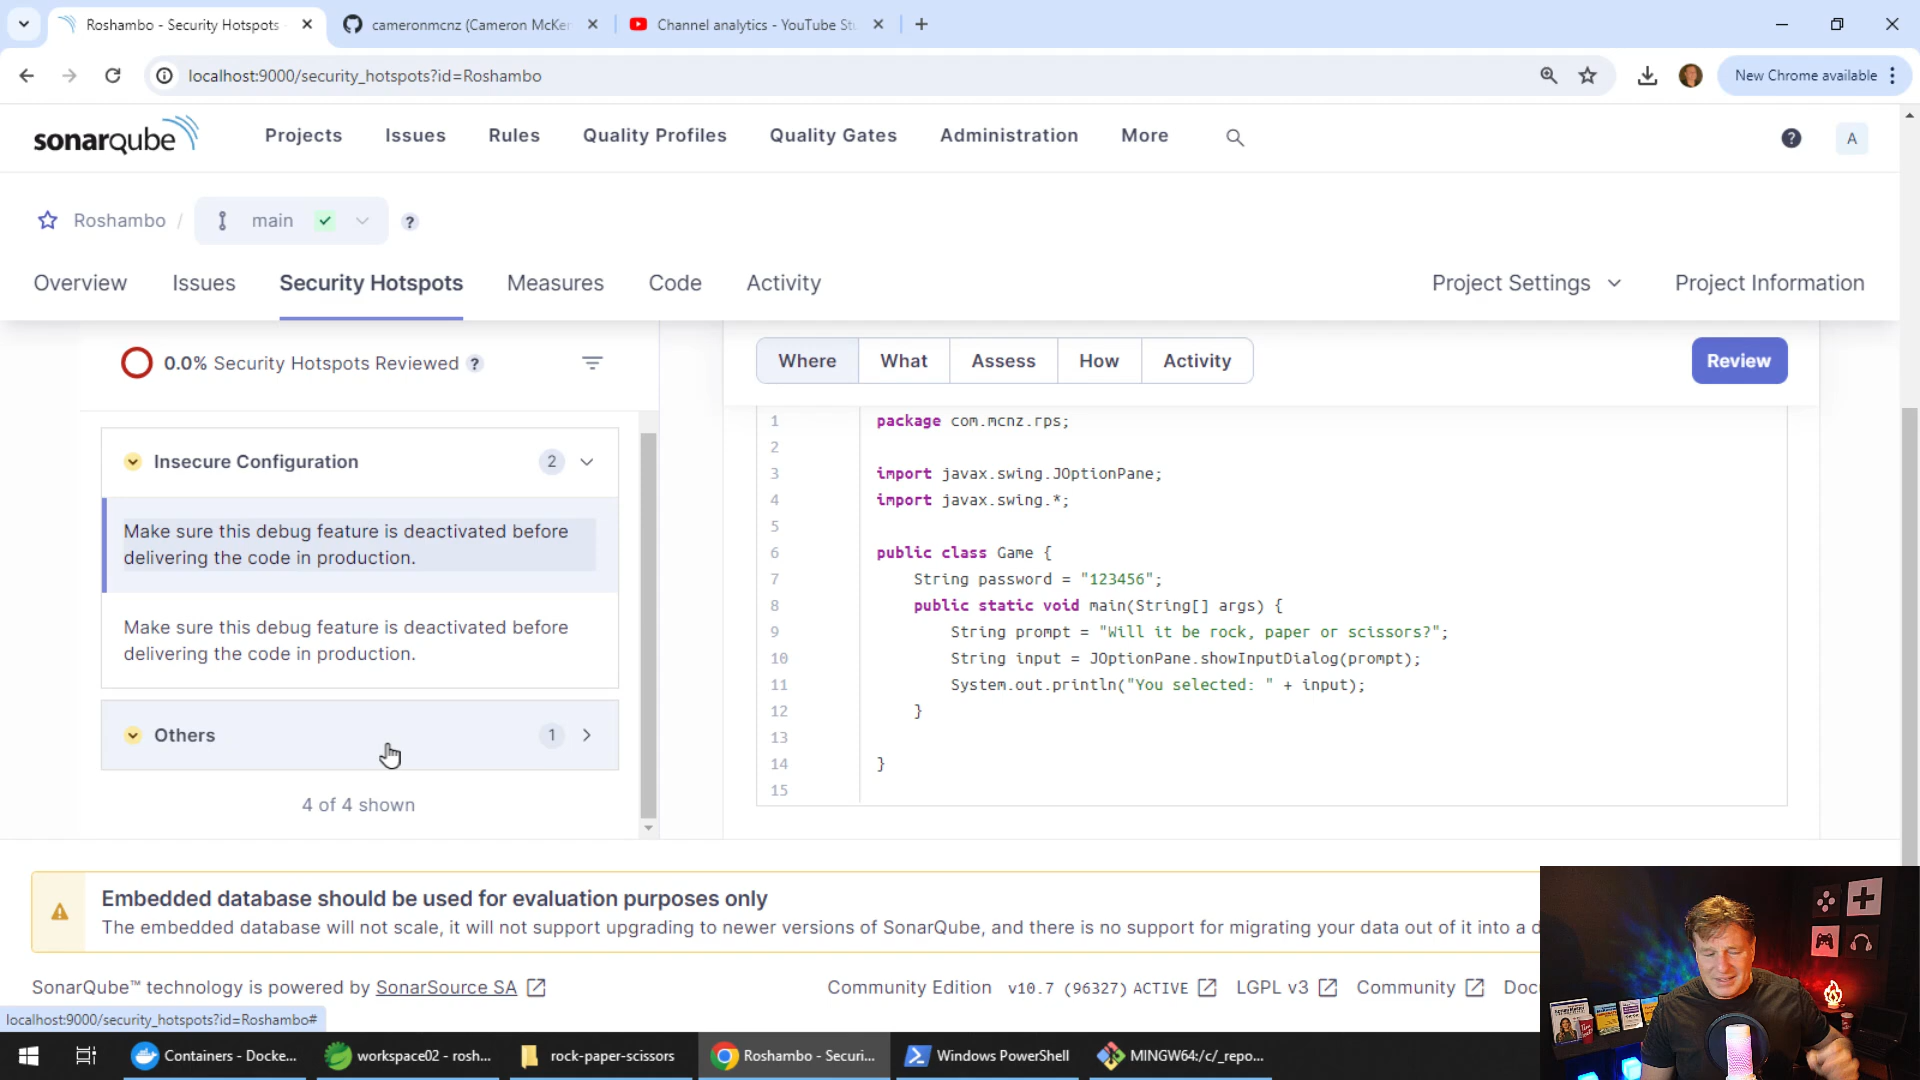 Roshambo - Security Hotspots
cameronmcnz (Cameron McKen
Channel analytics - YouTube Stu
localhost:9000/security_hotspots?id=Roshambo
New Chrome available
sonarqube
Projects
Issues
Rules
Quality Profiles
Quality Gates
Administration
More
?
A
Roshambo / main ?
Overview
Issues
Security Hotspots
Measures
Code
Activity
Project Settings
Project Information
0.0% Security Hotspots Reviewed ?
Where
What
Assess
How
Activity
Review
Insecure Configuration 2
Make sure this debug feature is deactivated before
delivering the code in production.
Make sure this debug feature is deactivated before
delivering the code in production.
Others 1
4 of 4 shown
1 package com.mcnz.rps;
2
3 import javax.swing.JOptionPane;
4 import javax.swing.*;
5
6 public class Game {
7 String password = "123456";
8 public static void main(String[] args) {
9 String prompt = "Will it be rock, paper or scissors?";
10 String input = JOptionPane.showInputDialog(prompt);
11 System.out.println("You selected: " + input);
12 }
13
14 }
15
Embedded database should be used for evaluation purposes only
The embedded database will not scale, it will not support upgrading to newer versions of SonarQube, and there is no support for migrating your data out of it into a d
SonarQube™ technology is powered by SonarSource SA
Community Edition v10.7 (96327) ACTIVE LGPL v3 Community Doc
localhost:9000/security_hotspots?id=Roshambo#
Containers - Docke...
workspace02 - rosh...
rock-paper-scissors
Roshambo - Securi...
Windows PowerShell
MINGW64:/c/_repo...